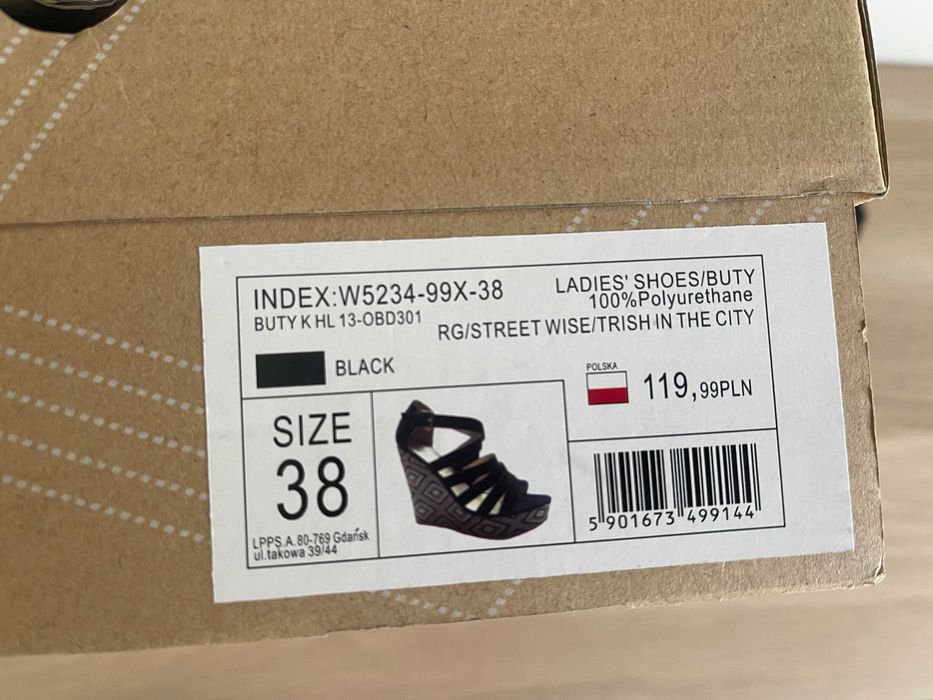 INDEX:W5234-99X-38
BUTY K HL 13-OBD301
LADIES' SHOES/BUTY
100%Polyurethane
RG/STREET WISE/TRISH IN THE CITY
BLACK
POLSKA
119,99PLN
SIZE
38
LPPS.A.80-769 Gdańsk
ul.takowa 39/44
5 901673 499144